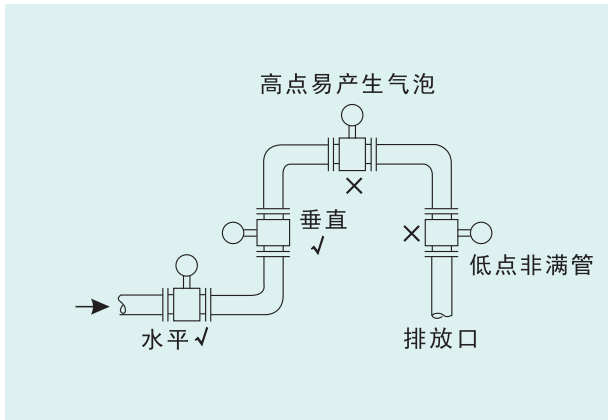 高点易产生气泡
×
垂直
√
×
低点非满管
水平√
排放口